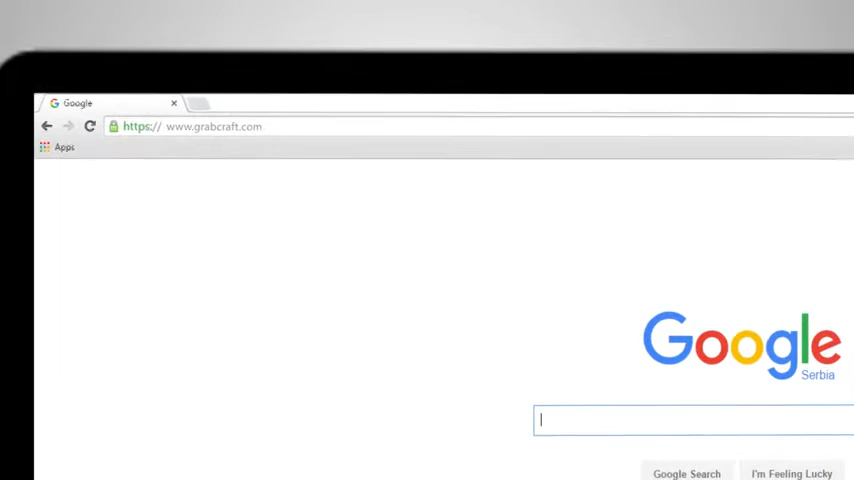 Google
https:// www.grabcraft.com
Apps
Google
Serbia
Google Search
I'm Feeling Lucky